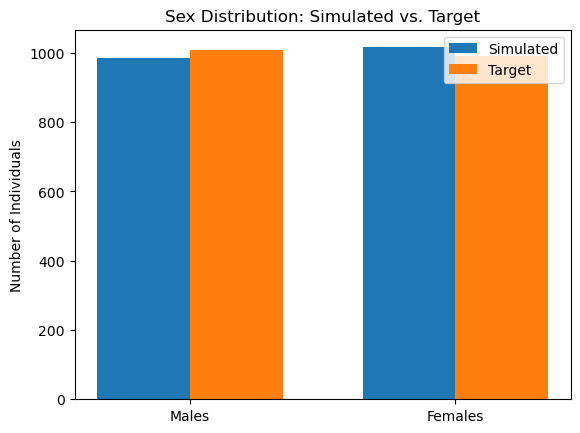 Sex Distribution: Simulated vs. Target
Simulated
Target
Number of Individuals
1000
800
600
400
200
0
Males
Females